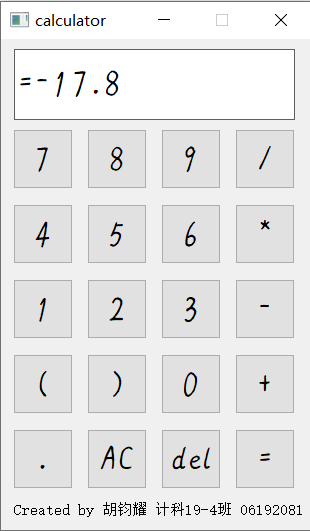 calculator
=-17.8
7 8 9 /
4 5 6 *
1 2 3 -
( ) 0 +
. AC del =
Created by 胡钧耀 计科19-4班 06192081